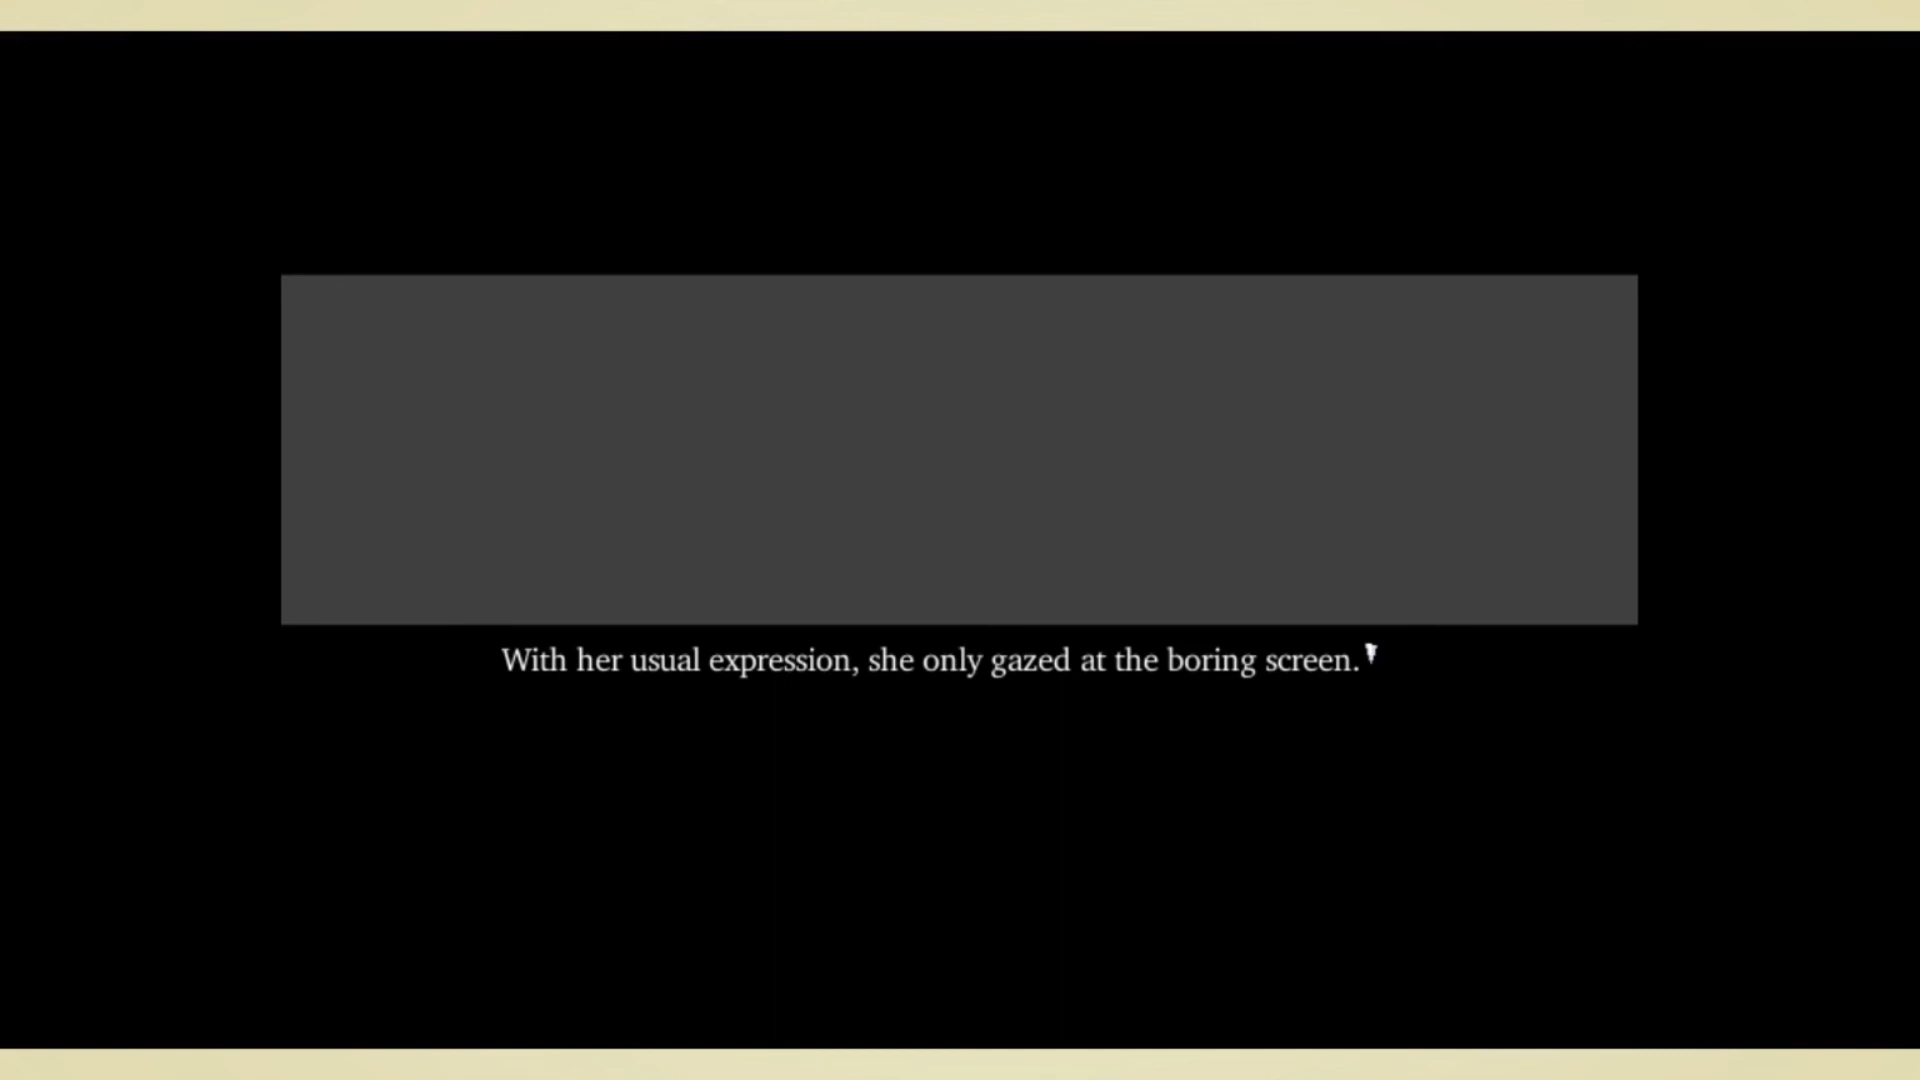 With her usual expression, she only gazed at the boring screen.